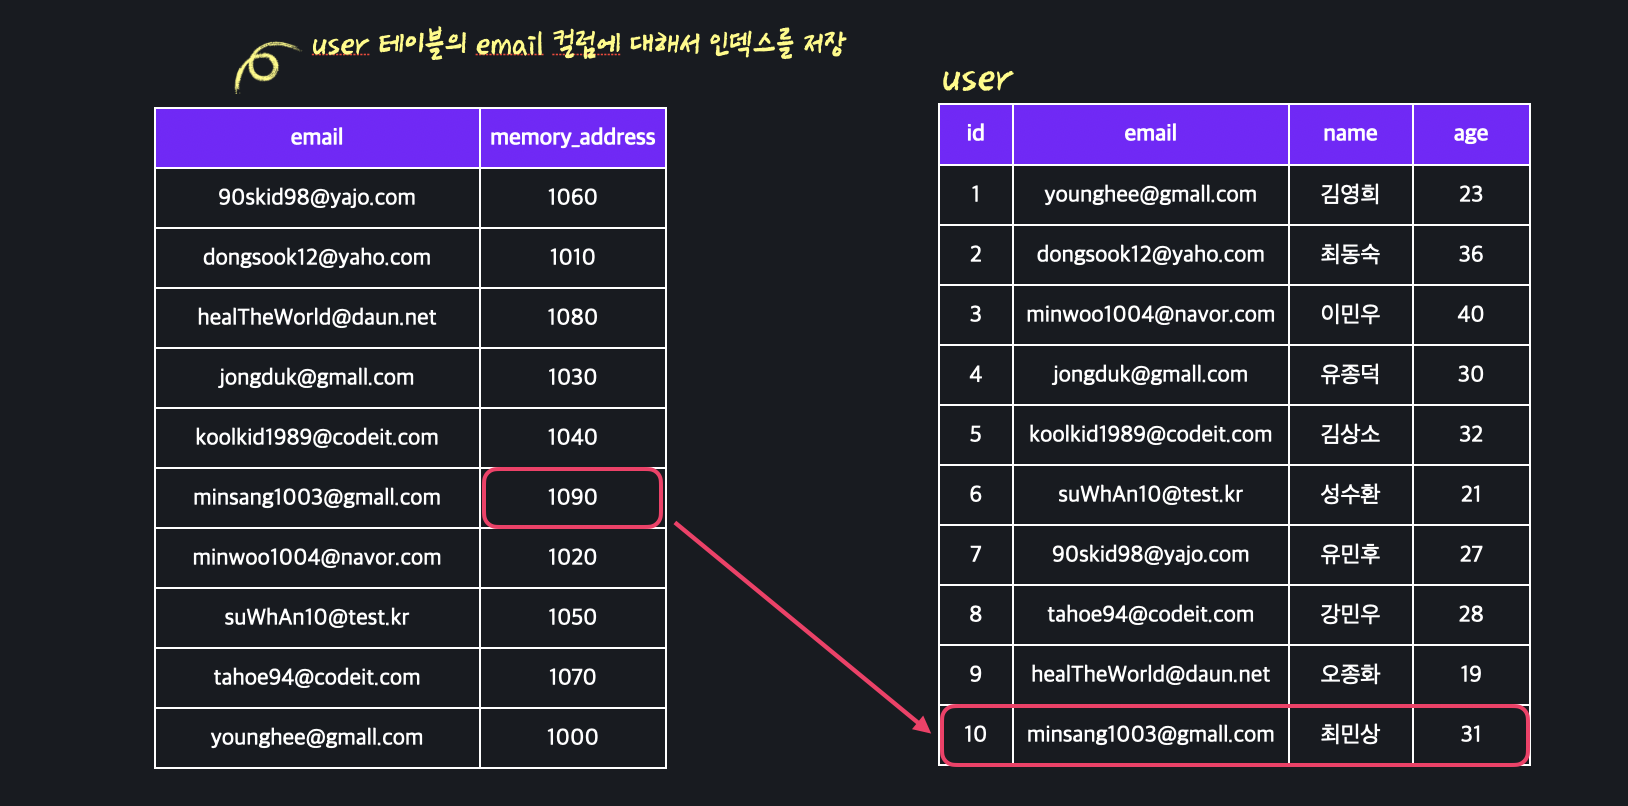 user 테이블의 email 컬럼에 대해서 인덱스를 저장
email memory_address
90skid98@yajo.com 1060
dongsook12@yaho.com 1010
healTheWorld@daun.net 1080
jongduk@gmall.com 1030
koolkid1989@codeit.com 1040
minsang1003@gmall.com 1090
minwoo1004@navor.com 1020
suWhAn10@test.kr 1050
tahoe94@codeit.com 1070
younghee@gmall.com 1000
user
id email name age
1 younghee@gmall.com 김영희 23
2 dongsook12@yaho.com 최동숙 36
3 minwoo1004@navor.com 이민우 40
4 jongduk@gmall.com 유종덕 30
5 koolkid1989@codeit.com 김상소 32
6 suWhAn10@test.kr 성수환 21
7 90skid98@yajo.com 유민후 27
8 tahoe94@codeit.com 강민우 28
9 healTheWorld@daun.net 오종화 19
10 minsang1003@gmall.com 최민상 31